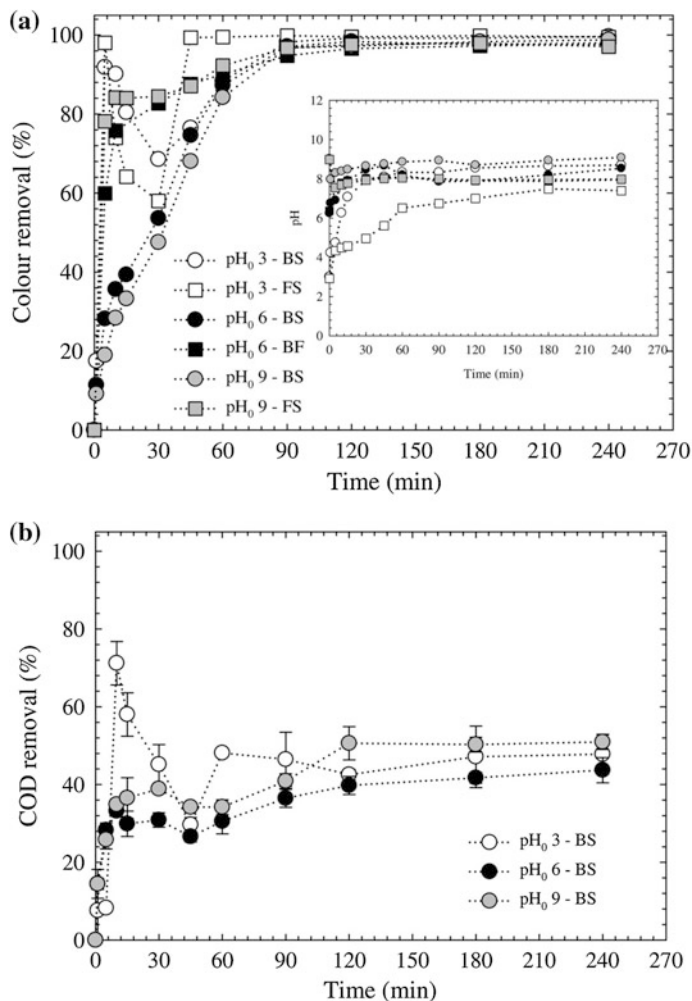 (a)
100
80
60
40
20
0
Colour removal (%)
pH₀ 3 - BS
pH₀ 3 - FS
pH₀ 6 - BS
pH₀ 6 - BF
pH₀ 9 - BS
pH₀ 9 - FS
12
10
8
6
4
2
0
pH
0 30 60 90 120 150 180 210 240 270
Time (min)
0 30 60 90 120 150 180 210 240 270
Time (min)
(b)
100
80
60
40
20
0
COD removal (%)
pH₀ 3 - BS
pH₀ 6 - BS
pH₀ 9 - BS
0 30 60 90 120 150 180 210 240 270
Time (min)